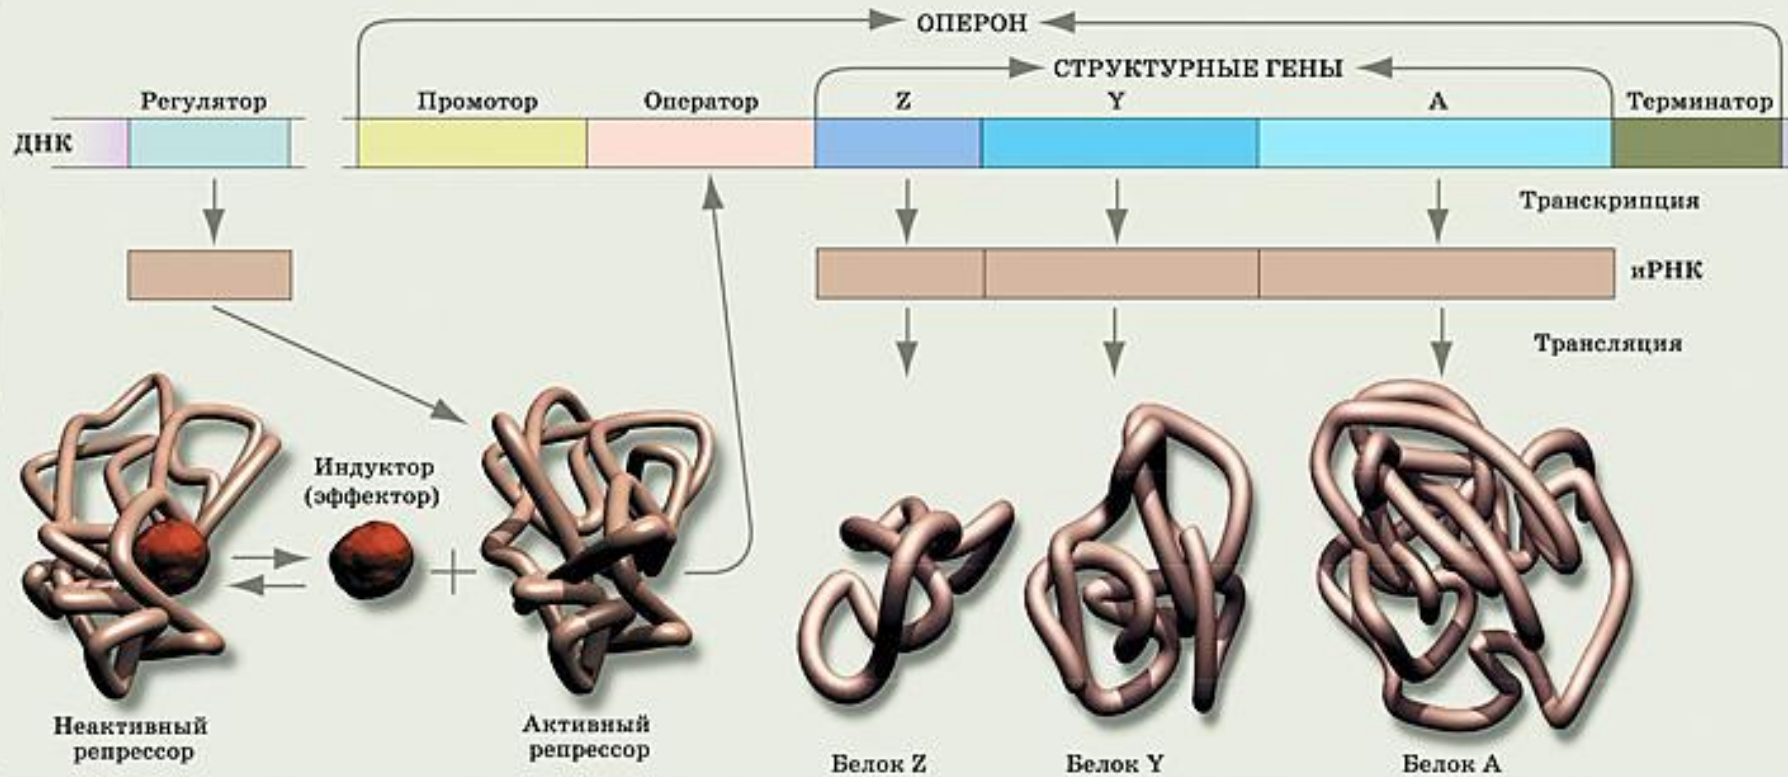 ОПЕРОН
СТРУКТУРНЫЕ ГЕНЫ
Регулятор
Промотор
Оператор
Z
Y
A
Терминатор
ДНК
Транскрипция
иРНК
Трансляция
Индуктор
(эффектор)
Неактивный
репрессор
Активный
репрессор
Белок Z
Белок Y
Белок A